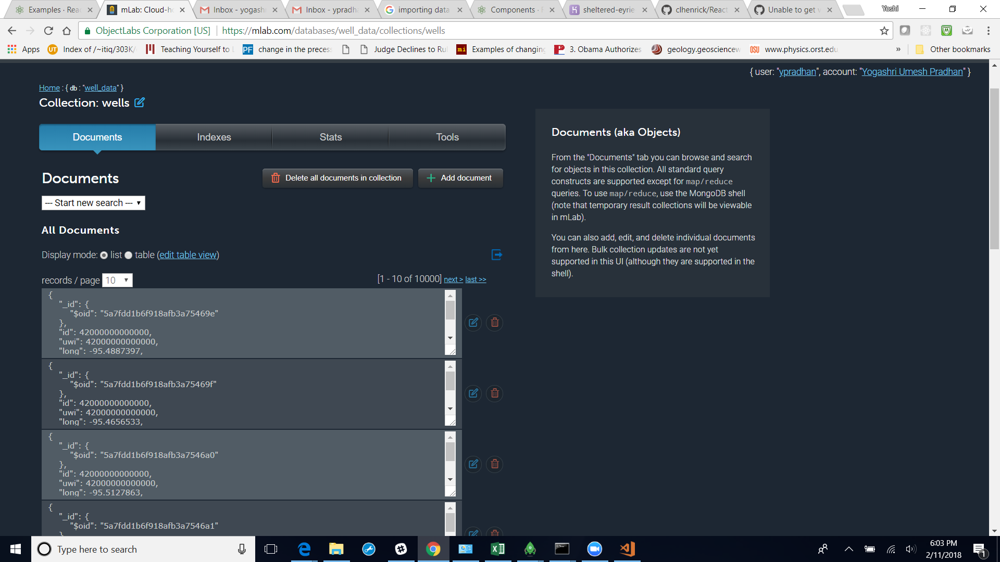 Examples · Rea
mLab: Cloud-ho
Inbox - yogashr
Inbox - ypradha
importing data
Components · R
sheltered-eyrie
clhenrick/React
Unable to get v
Yoshi
ObjectLabs Corporation [US]
https://mlab.com/databases/well_data/collections/wells
Apps
Index of /~itiq/303K/
Teaching Yourself to L
change in the precess
Judge Declines to Rul
Examples of changing
3. Obama Authorizes
geology.geosciencew
www.physics.orst.edu
»
Other bookmarks
{ user: "ypradhan", account: "Yogashri Umesh Pradhan" }
Home : { db : "well_data" }
Collection: wells
Documents
Indexes
Stats
Tools
Documents
Delete all documents in collection
Add document
--- Start new search ---
All Documents
Display mode: list table (edit table view)
records / page 10
[1 - 10 of 10000] next > last >>
{
"_id": {
"$oid": "5a7fdd1b6f918afb3a75469e"
},
"id": 42000000000000,
"uwi": 42000000000000,
"long": -95.4887397,
{
"_id": {
"$oid": "5a7fdd1b6f918afb3a75469f"
},
"id": 42000000000000,
"uwi": 42000000000000,
"long": -95.4656533,
{
"_id": {
"$oid": "5a7fdd1b6f918afb3a7546a0"
},
"id": 42000000000000,
"uwi": 42000000000000,
"long": -95.5127863,
{
"_id": {
"$oid": "5a7fdd1b6f918afb3a7546a1"
}
Documents (aka Objects)
From the "Documents" tab you can browse and search
for objects in this collection. All standard query
constructs are supported except for map/reduce
queries. To use map/reduce, use the MongoDB shell
(note that temporary result collections will be viewable
in mLab).
You can also add, edit, and delete individual documents
from here. Bulk collection updates are not yet
supported in this UI (although they are supported in the
shell).
Type here to search
6:03 PM
2/11/2018
1